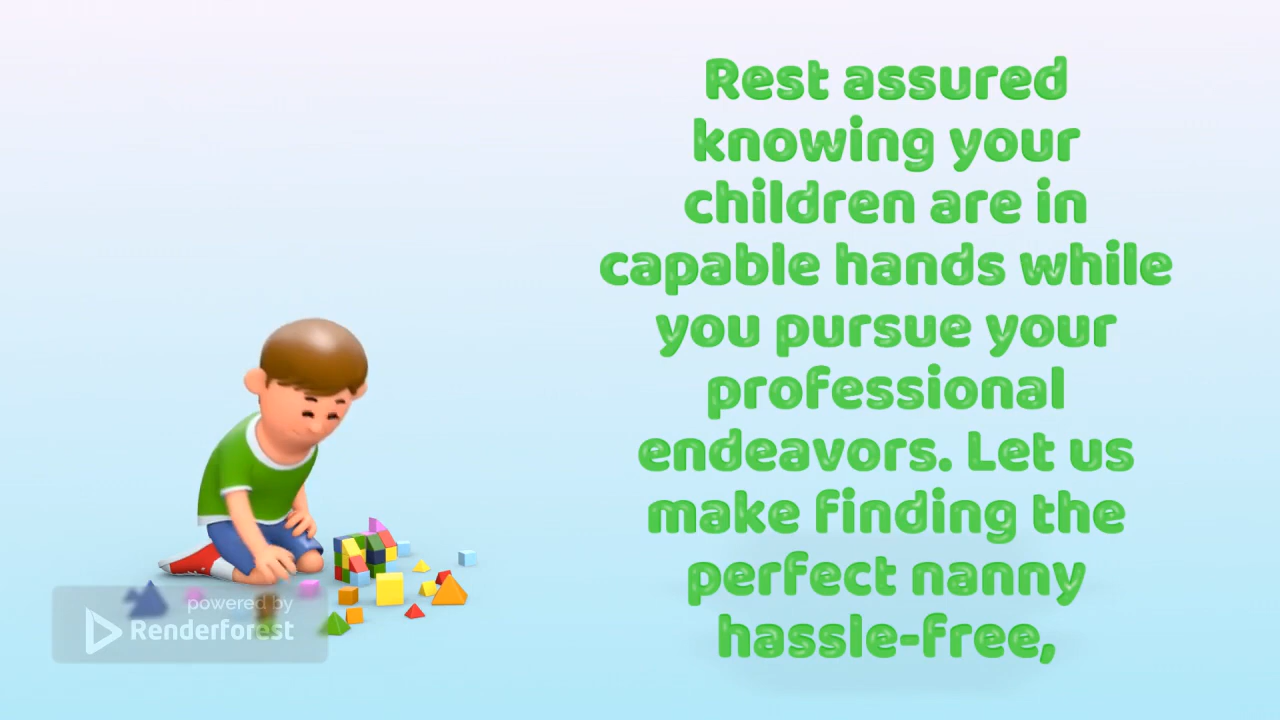 Rest assured
knowing your
children are in
capable hands while
you pursue your
professional
endeavors. Let us
make finding the
perfect nanny
hassle-free,
powered by
Renderforest